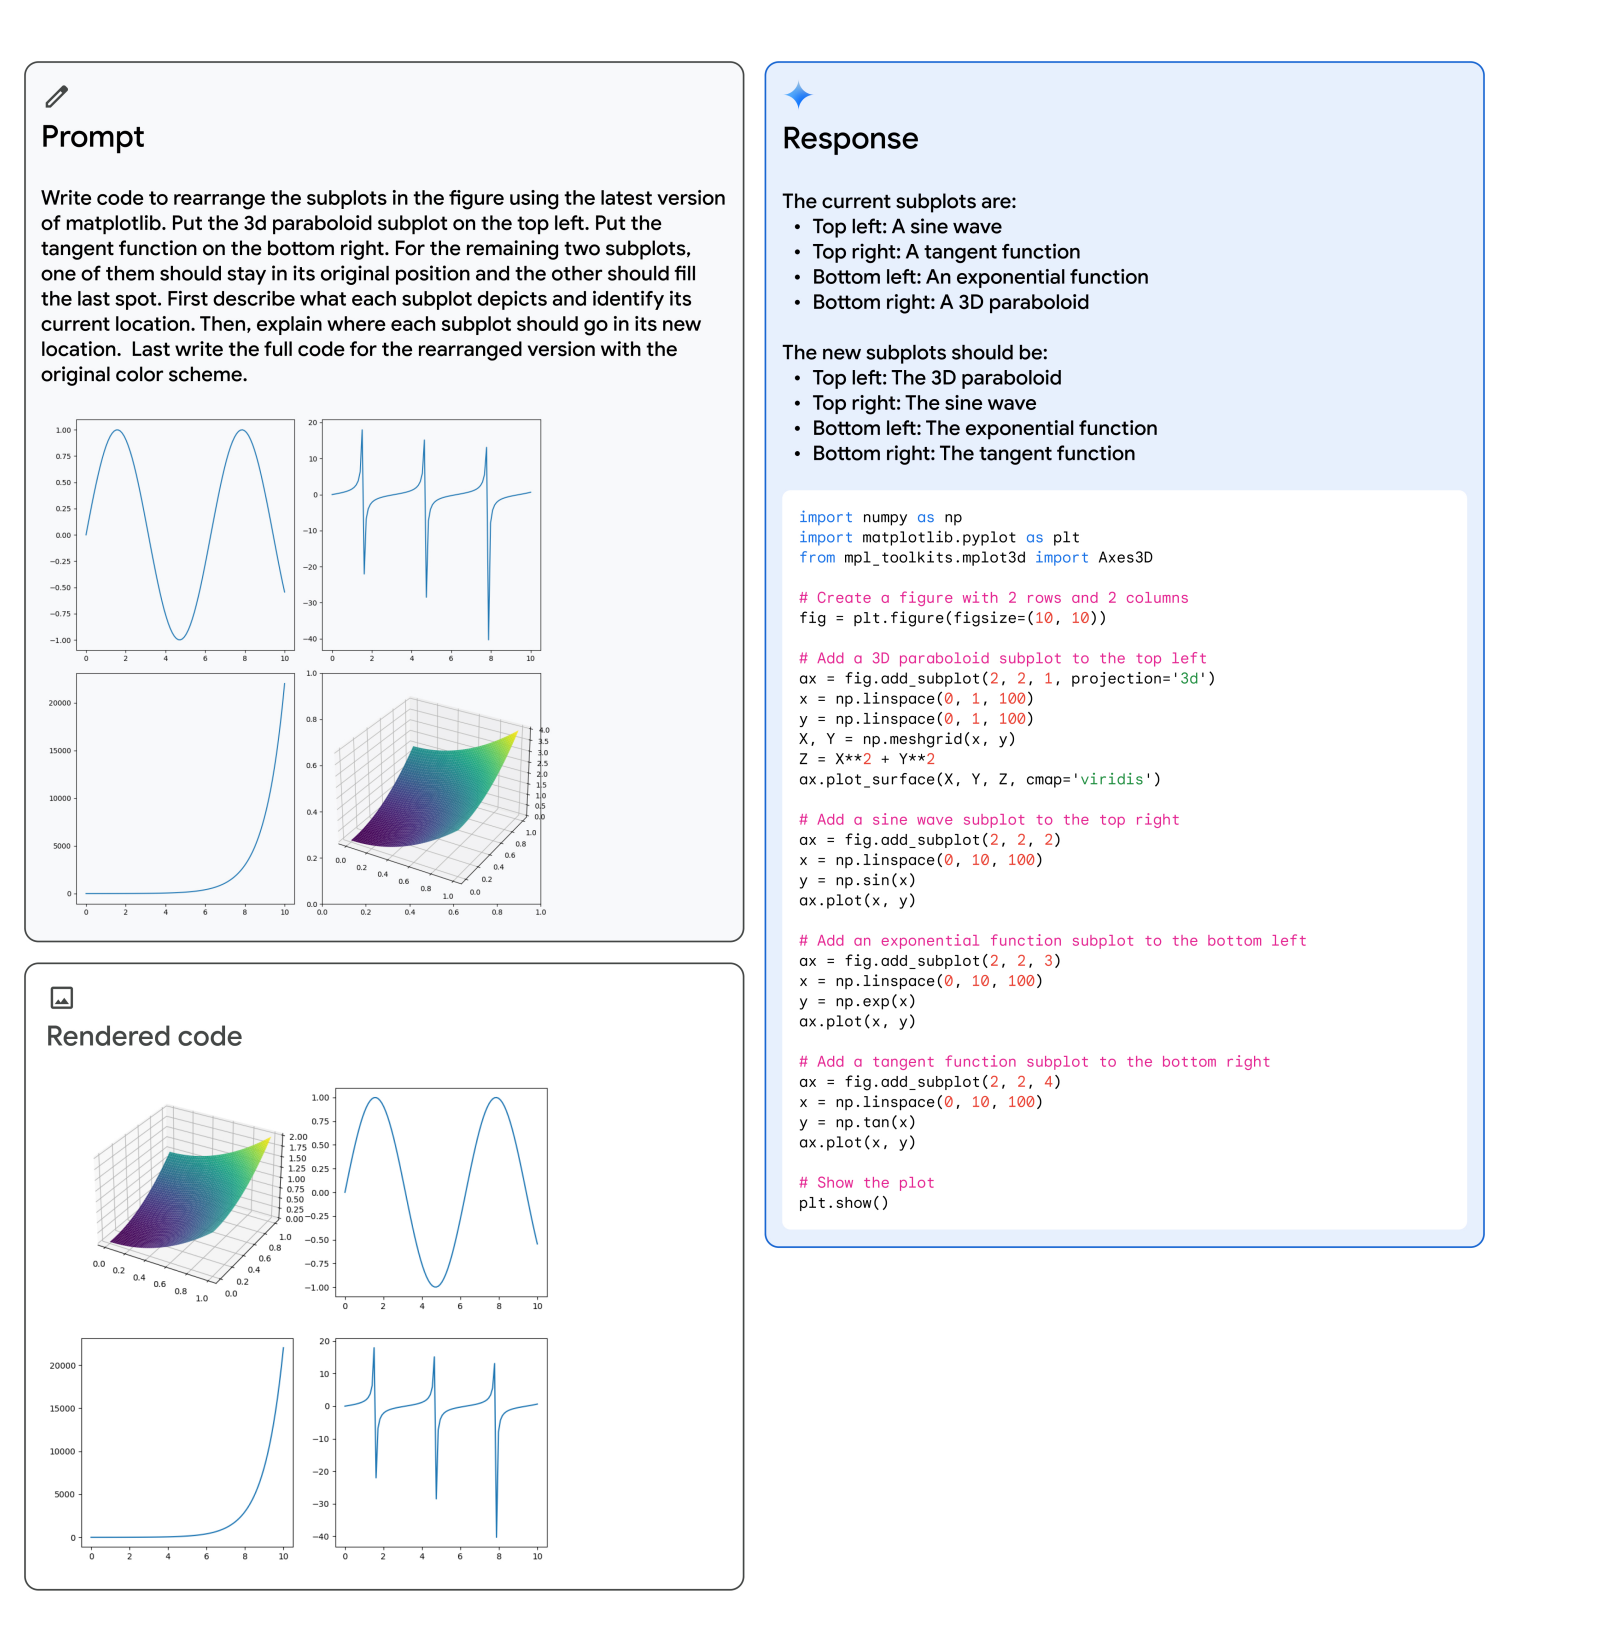 Prompt
Write code to rearrange the subplots in the figure using the latest version
of matplotlib. Put the 3d paraboloid subplot on the top left. Put the
tangent function on the bottom right. For the remaining two subplots,
one of them should stay in its original position and the other should fill
the last spot. First describe what each subplot depicts and identify its
current location. Then, explain where each subplot should go in its new
location.  Last write the full code for the rearranged version with the
original color scheme.
1.00
0.75
0.50
0.25
0.00
−0.25
−0.50
−0.75
−1.00
0 2 4 6 8 10
20
10
0
−10
−20
−30
−40
0 2 4 6 8 10
20000
15000
10000
5000
0
0 2 4 6 8 10
1.0
0.8
0.6
0.4
0.2
0.0
0.0 0.2 0.4 0.6 0.8 1.0
4.0
3.5
3.0
2.5
2.0
1.5
1.0
0.5
0.0
1.0
0.8
0.6
0.4
0.2
0.0
0.0 0.2 0.4 0.6 0.8 1.0
Rendered code
2.00
1.75
1.50
1.25
1.00
0.75
0.50
0.25
0.00
1.0
0.8
0.6
0.4
0.2
0.0
0.0 0.2 0.4 0.6 0.8 1.0
1.00
0.75
0.50
0.25
0.00
−0.25
−0.50
−0.75
−1.00
0 2 4 6 8 10
20000
15000
10000
5000
0
0 2 4 6 8 10
20
10
0
−10
−20
−30
−40
0 2 4 6 8 10
Response
The current subplots are:
• Top left: A sine wave
• Top right: A tangent function
• Bottom left: An exponential function
• Bottom right: A 3D paraboloid
The new subplots should be:
• Top left: The 3D paraboloid
• Top right: The sine wave
• Bottom left: The exponential function
• Bottom right: The tangent function
import numpy as np
import matplotlib.pyplot as plt
from mpl_toolkits.mplot3d import Axes3D
# Create a figure with 2 rows and 2 columns
fig = plt.figure(figsize=(10, 10))
# Add a 3D paraboloid subplot to the top left
ax = fig.add_subplot(2, 2, 1, projection='3d')
x = np.linspace(0, 1, 100)
y = np.linspace(0, 1, 100)
X, Y = np.meshgrid(x, y)
Z = X**2 + Y**2
ax.plot_surface(X, Y, Z, cmap='viridis')
# Add a sine wave subplot to the top right
ax = fig.add_subplot(2, 2, 2)
x = np.linspace(0, 10, 100)
y = np.sin(x)
ax.plot(x, y)
# Add an exponential function subplot to the bottom left
ax = fig.add_subplot(2, 2, 3)
x = np.linspace(0, 10, 100)
y = np.exp(x)
ax.plot(x, y)
# Add a tangent function subplot to the bottom right
ax = fig.add_subplot(2, 2, 4)
x = np.linspace(0, 10, 100)
y = np.tan(x)
ax.plot(x, y)
# Show the plot
plt.show()